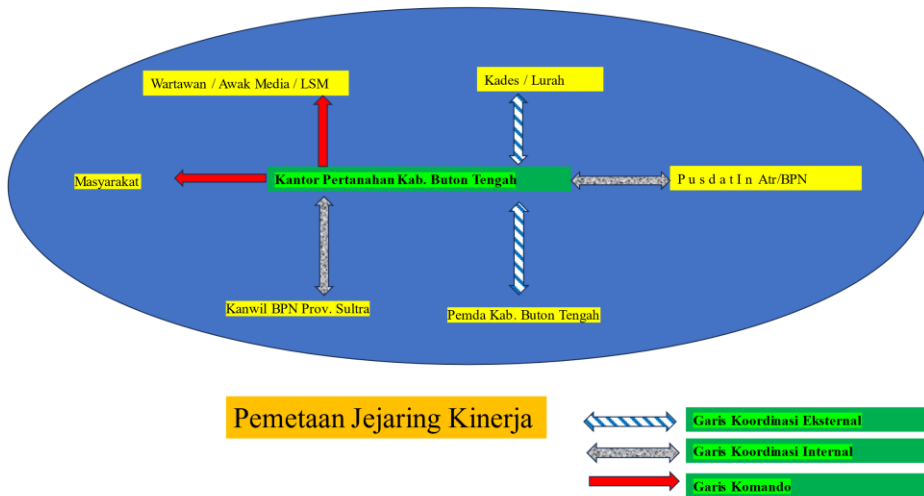 Wartawan / Awak Media / LSM
Kades / Lurah
Masyarakat
Kantor Pertanahan Kab. Buton Tengah
P u s d a t I n Atr/BPN
Kanwil BPN Prov. Sultra
Pemda Kab. Buton Tengah
Pemetaan Jejaring Kinerja
Garis Koordinasi Eksternal
Garis Koordinasi Internal
Garis Komando